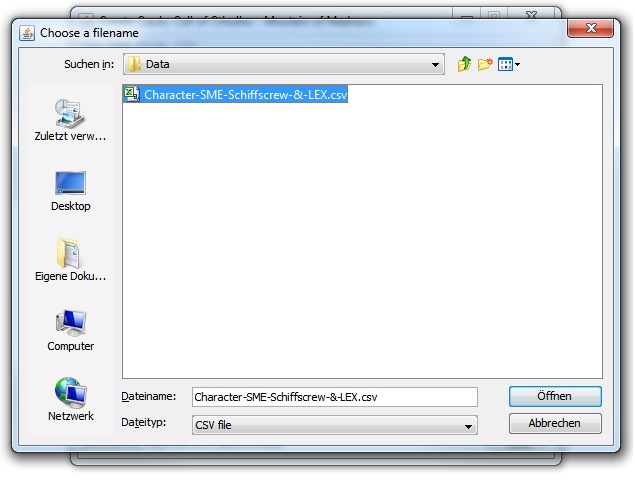 Choose a filename
Suchen in:
Data
Character-SME-Schiffscrew-&-LEX.csv
Zuletzt verw...
Desktop
Eigene Doku...
Computer
Netzwerk
Dateiname:
Character-SME-Schiffscrew-&-LEX.csv
Öffnen
Dateityp:
CSV file
Abbrechen